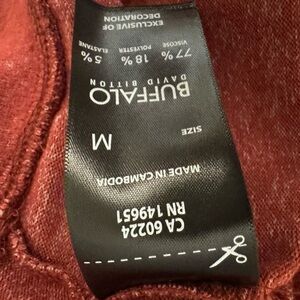 CA 60224
RN 149651
MADE IN CAMBODIA
SIZE M
BUFFALO
DAVID BITTON
77% 18% 5%
VISCOSE POLYESTER ELASTANE
EXCLUSIVE OF
DECORATION